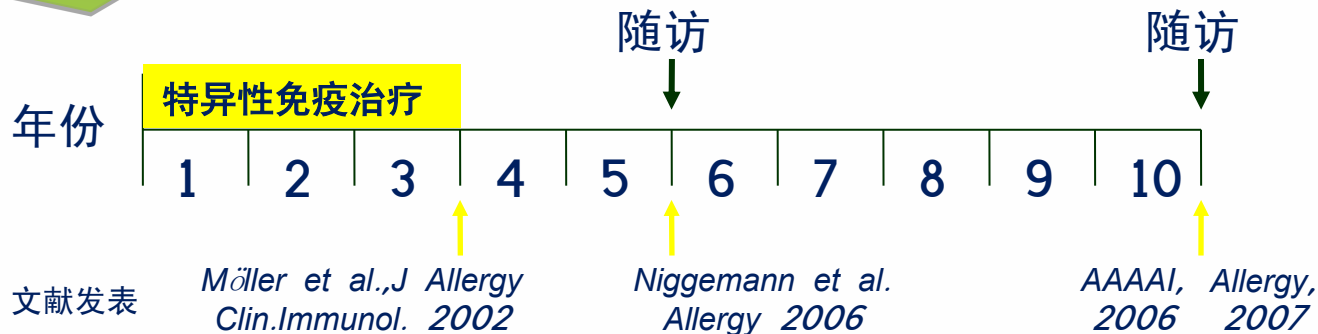 随访 随访
特异性免疫治疗
年份
1 2 3 4 5 6 7 8 9 10
文献发表
Möller et al.,J Allergy
Clin.Immunol. 2002
Niggemann et al.
Allergy 2006
AAAAI,
2006
Allergy,
2007